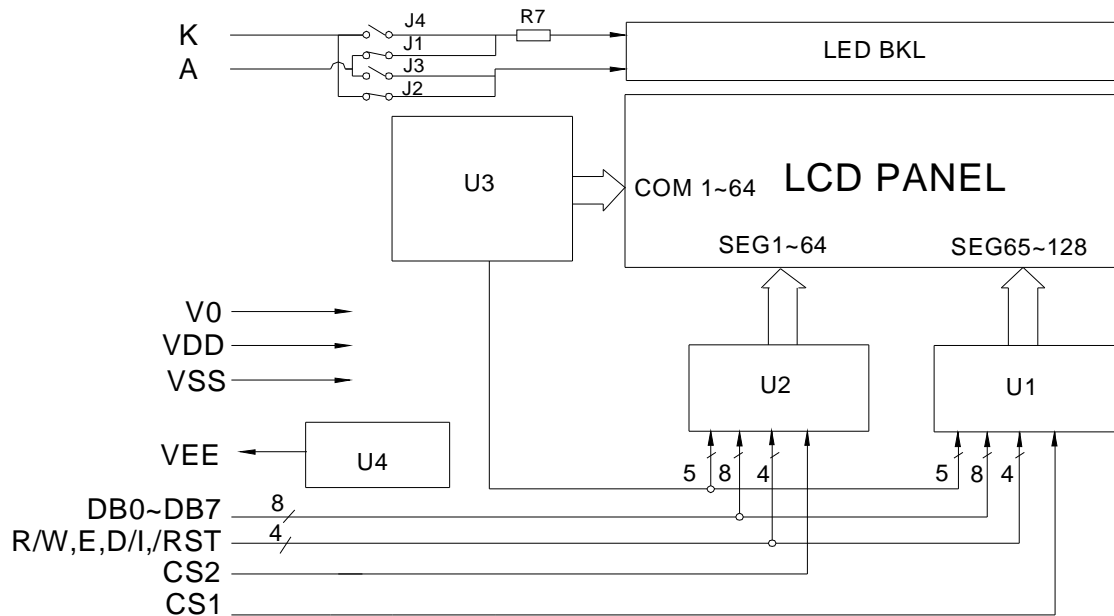 K
J4
R7
J1
A
J3
J2
LED BKL
U3
COM 1~64
LCD PANEL
SEG1~64
SEG65~128
V0
VDD
VSS
U2
U1
VEE
U4
5 8 4
5 8 4
DB0~DB7
8
R/W,E,D/I,/RST
4
CS2
CS1